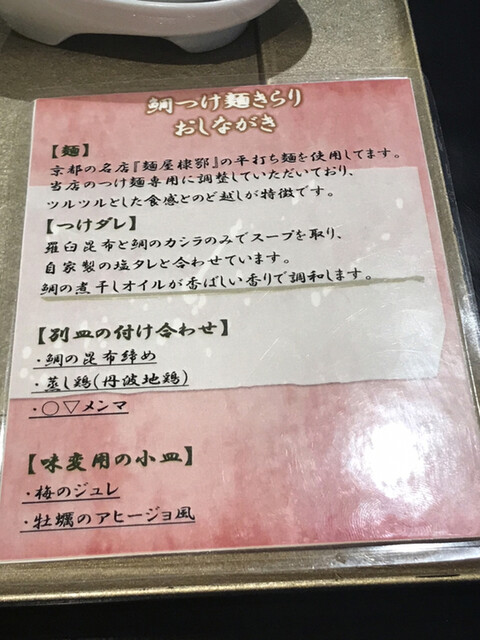 鯛つけ麺きらり
おしながき
【麺】
京都の名店『麺屋棣鄂』の平打ち麺を使用してます。
当店のつけ麺専用に調整していただいており、
ツルツルとした食感とのど越しが特徴です。
【つけダレ】
羅臼昆布と鯛のカシラのみでスープを取り、
自家製の塩タレと合わせています。
鯛の煮干しオイルが香ばしい香りで調和します。
【別皿の付け合わせ】
・鯛の昆布締め
・蒸し鶏(丹波地鶏)
・○▽メンマ
【味変用の小皿】
・梅のジュレ
・牡蠣のアヒージョ風